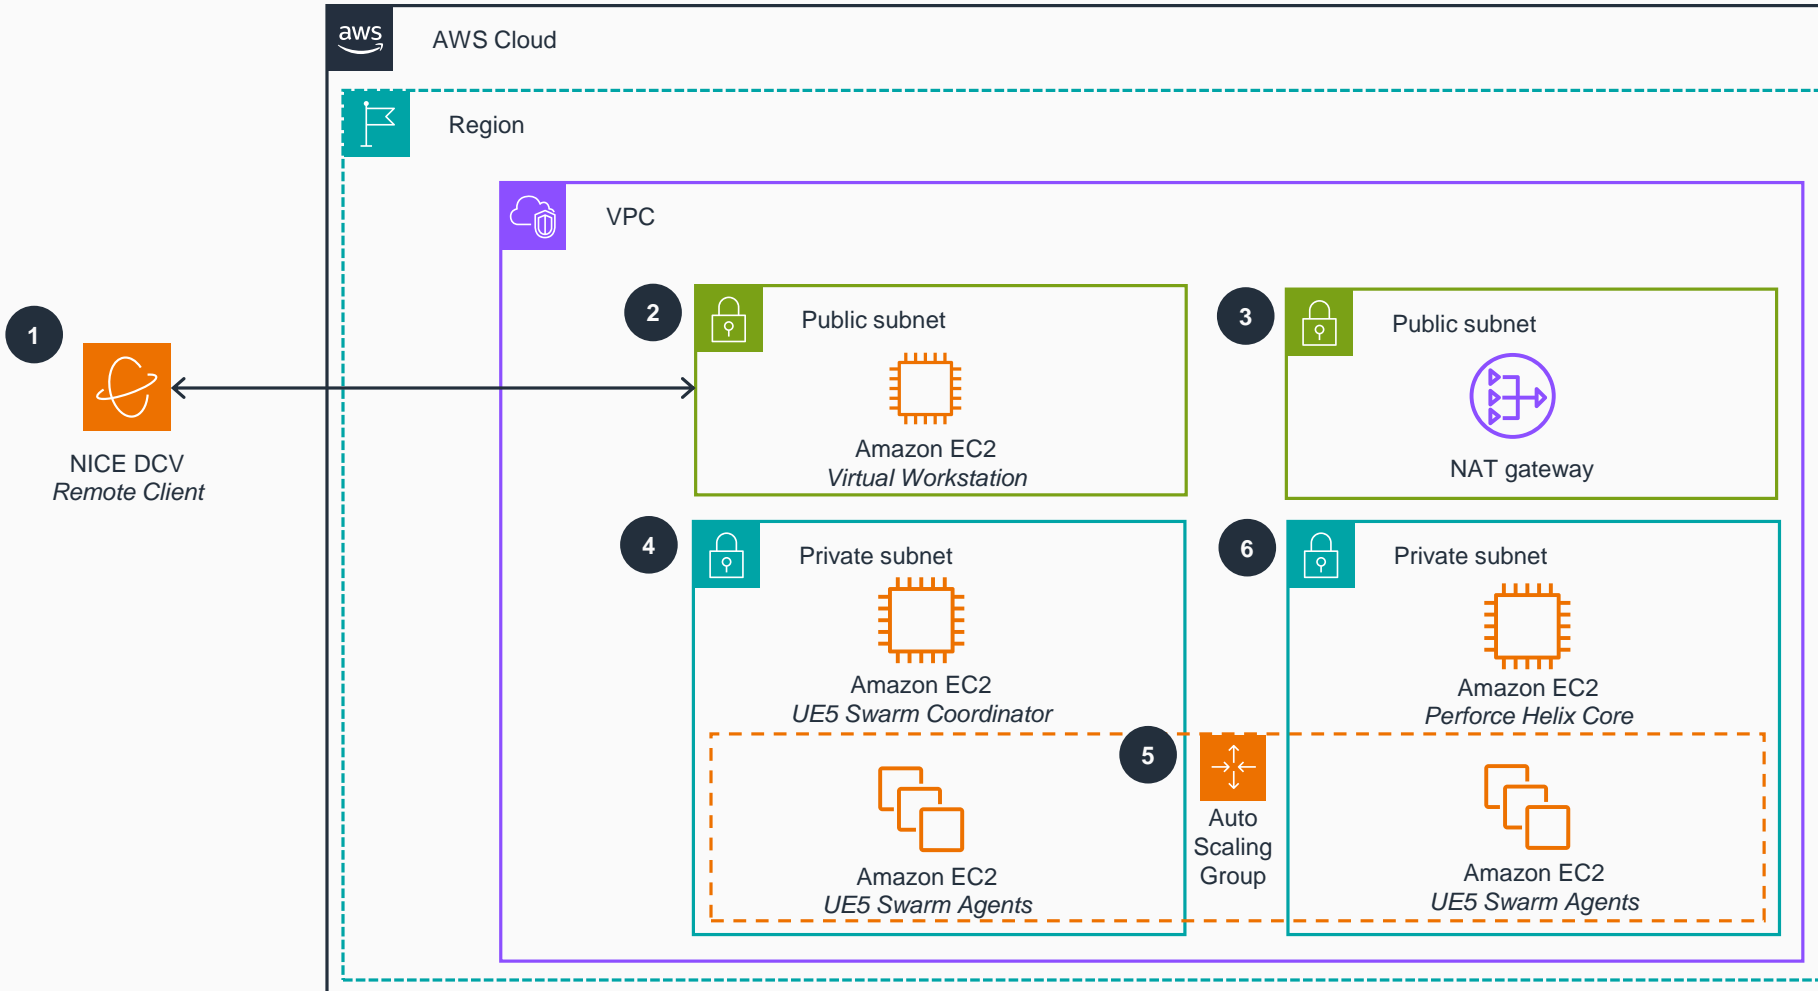 aws
AWS Cloud
Region
VPC
1
NICE DCV
Remote Client
2
Public subnet
Amazon EC2
Virtual Workstation
3
Public subnet
NAT gateway
4
Private subnet
Amazon EC2
UE5 Swarm Coordinator
6
Private subnet
Amazon EC2
Perforce Helix Core
5
Auto
Scaling
Group
Amazon EC2
UE5 Swarm Agents
Amazon EC2
UE5 Swarm Agents